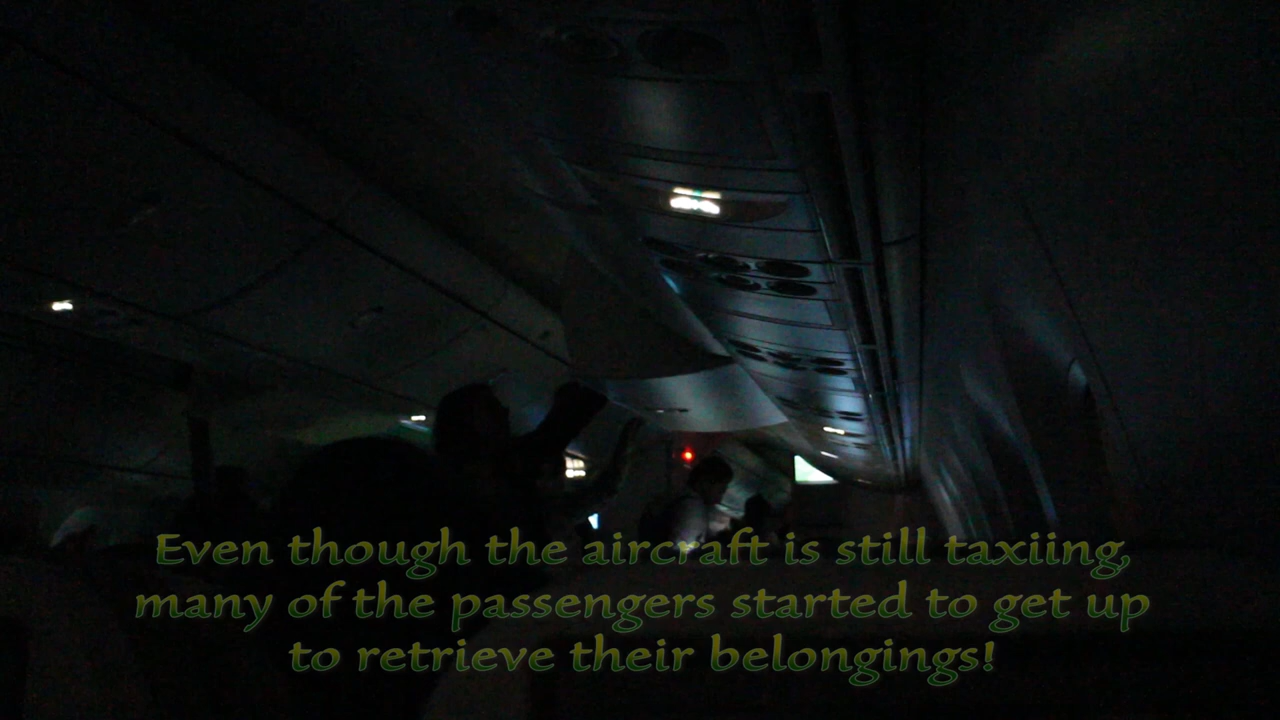 Even though the aircraft is still taxiing,
many of the passengers started to get up
to retrieve their belongings!